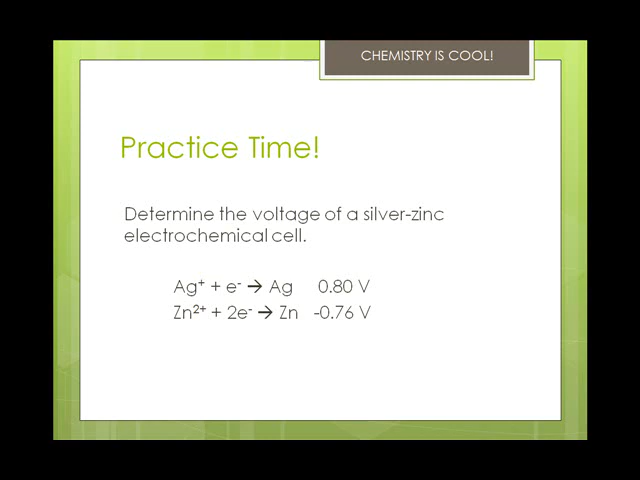 CHEMISTRY IS COOL!
Practice Time!
Determine the voltage of a silver-zinc
electrochemical cell.
Ag⁺ + e⁻ → Ag 0.80 V
Zn²⁺ + 2e⁻ → Zn -0.76 V